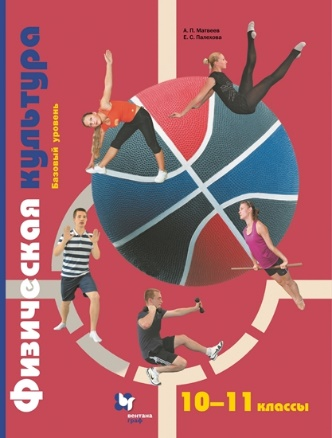 А. П. Матвеев
Е. С. Палехова
Физическая
культура
Базовый уровень
10–11 классы
вентана
граф